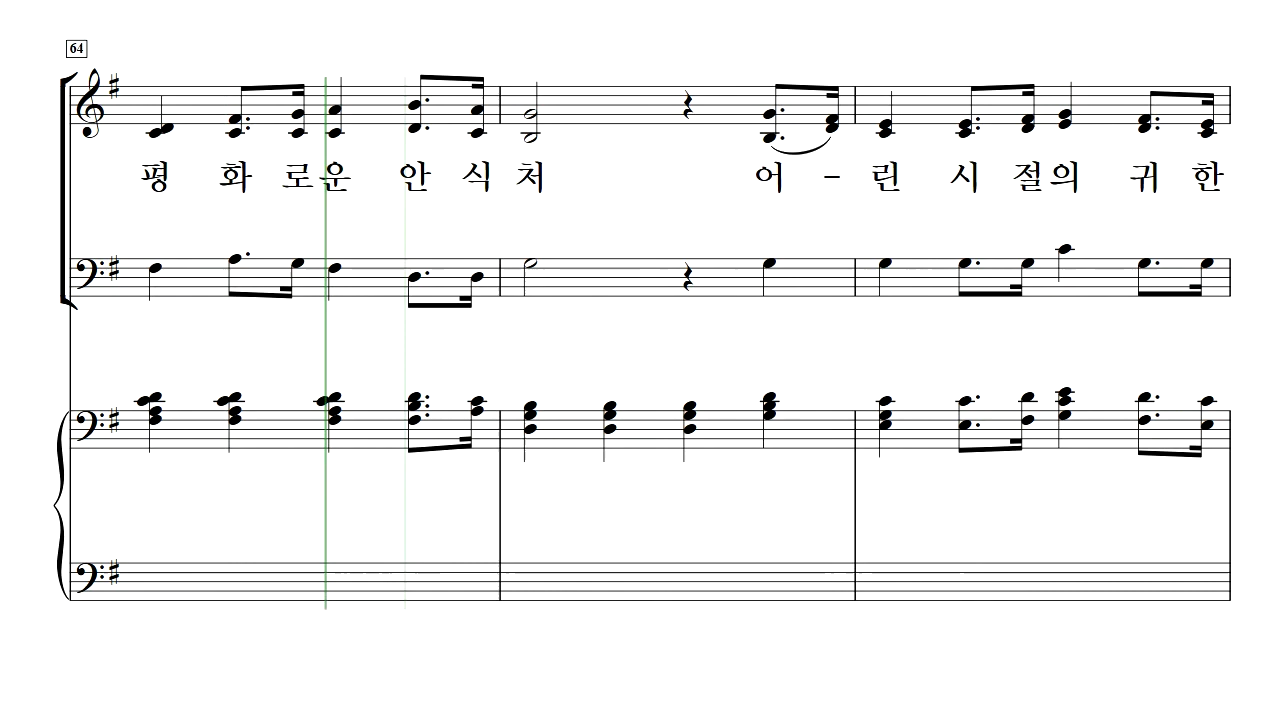 64
평 화 로 운 안 식 처 어 – 린 시 절 의 귀 한